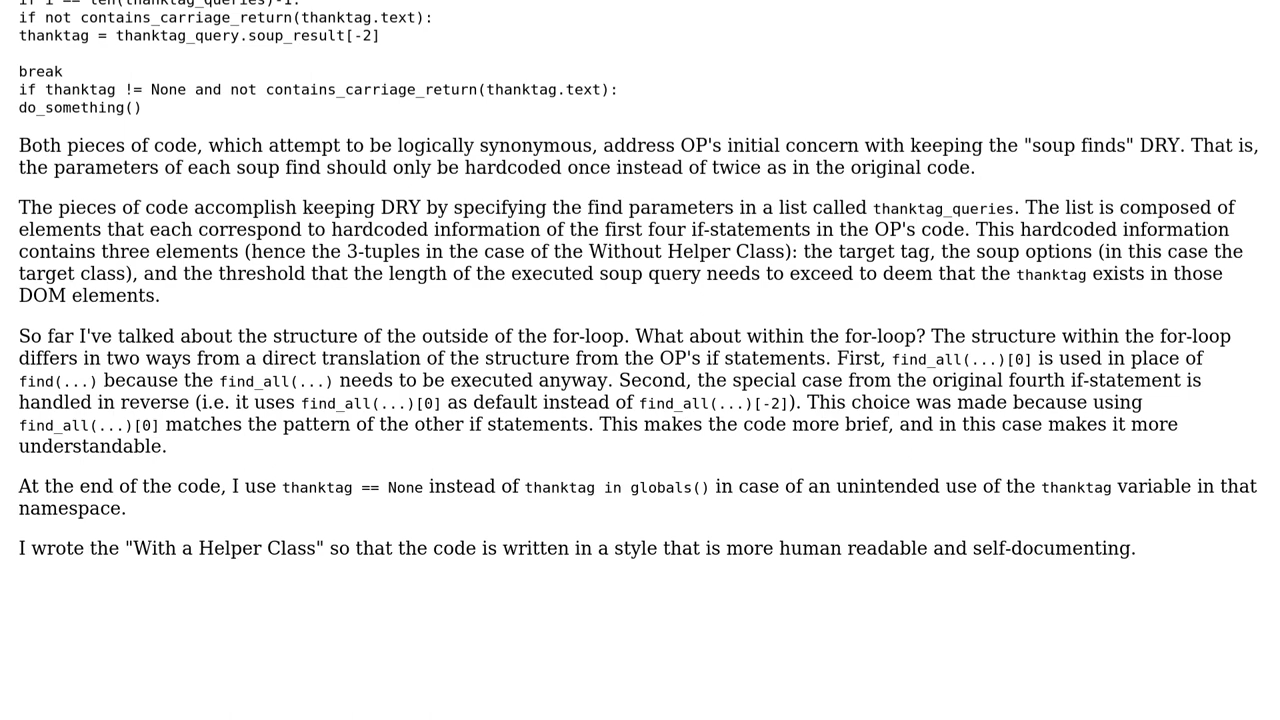 if i == len(thanktag_queries)-1:
if not contains_carriage_return(thanktag.text):
thanktag = thanktag_query.soup_result[-2]
break
if thanktag != None and not contains_carriage_return(thanktag.text):
do_something()
Both pieces of code, which attempt to be logically synonymous, address OP's initial concern with keeping the "soup finds" DRY. That is,
the parameters of each soup find should only be hardcoded once instead of twice as in the original code.
The pieces of code accomplish keeping DRY by specifying the find parameters in a list called thanktag_queries. The list is composed of
elements that each correspond to hardcoded information of the first four if-statements in the OP's code. This hardcoded information
contains three elements (hence the 3-tuples in the case of the Without Helper Class): the target tag, the soup options (in this case the
target class), and the threshold that the length of the executed soup query needs to exceed to deem that the thanktag exists in those
DOM elements.
So far I've talked about the structure of the outside of the for-loop. What about within the for-loop? The structure within the for-loop
differs in two ways from a direct translation of the structure from the OP's if statements. First, find_all(...)[0] is used in place of
find(...) because the find_all(...) needs to be executed anyway. Second, the special case from the original fourth if-statement is
handled in reverse (i.e. it uses find_all(...)[0] as default instead of find_all(...)[-2]). This choice was made because using
find_all(...)[0] matches the pattern of the other if statements. This makes the code more brief, and in this case makes it more
understandable.
At the end of the code, I use thanktag == None instead of thanktag in globals() in case of an unintended use of the thanktag variable in that
namespace.
I wrote the "With a Helper Class" so that the code is written in a style that is more human readable and self-documenting.